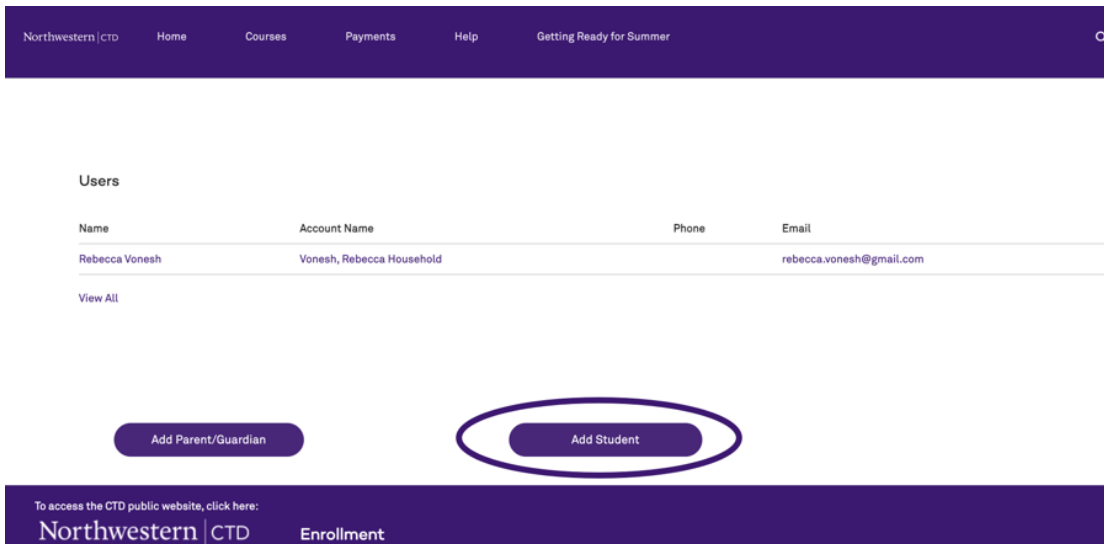 Northwestern | CTD Home Courses Payments Help Getting Ready for Summer
Users
Name Account Name Phone Email
Rebecca Vonesh Vonesh, Rebecca Household rebecca.vonesh@gmail.com
View All
Add Parent/Guardian Add Student
To access the CTD public website, click here:
Northwestern | CTD Enrollment